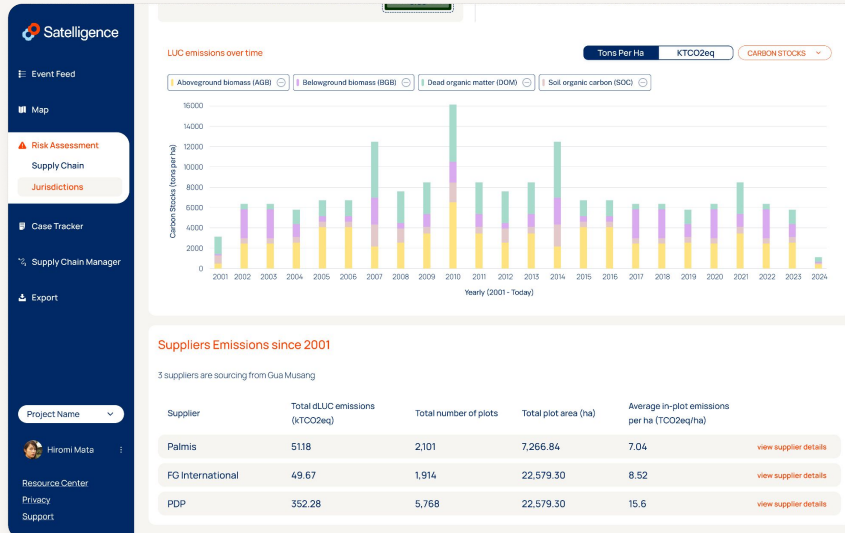 Satelligence
Event Feed
Map
Risk Assessment
Supply Chain
Jurisdictions
Case Tracker
Supply Chain Manager
Export
Project Name
Hiromi Mata
Resource Center
Privacy
Support
LUC emissions over time
Tons Per Ha KTCO2eq CARBON STOCKS
Aboveground biomass (AGB) Belowground biomass (BGB) Dead organic matter (DOM) Soil organic carbon (SOC)
Carbon Stocks (tons per ha)
16000
14000
12000
10000
8000
6000
4000
2000
0
2001 2002 2003 2004 2005 2006 2007 2008 2009 2010 2011 2012 2013 2014 2015 2016 2017 2018 2019 2020 2021 2022 2023 2024
Yearly (2001 - Today)
Suppliers Emissions since 2001
3 suppliers are sourcing from Gua Musang
Supplier Total dLUC emissions (kTCO2eq) Total number of plots Total plot area (ha) Average in-plot emissions per ha (TCO2eq/ha)
Palmis 51.18 2,101 7,266.84 7.04 view supplier details
FG International 49.67 1,914 22,579.30 8.52 view supplier details
PDP 352.28 5,768 22,579.30 15.6 view supplier details